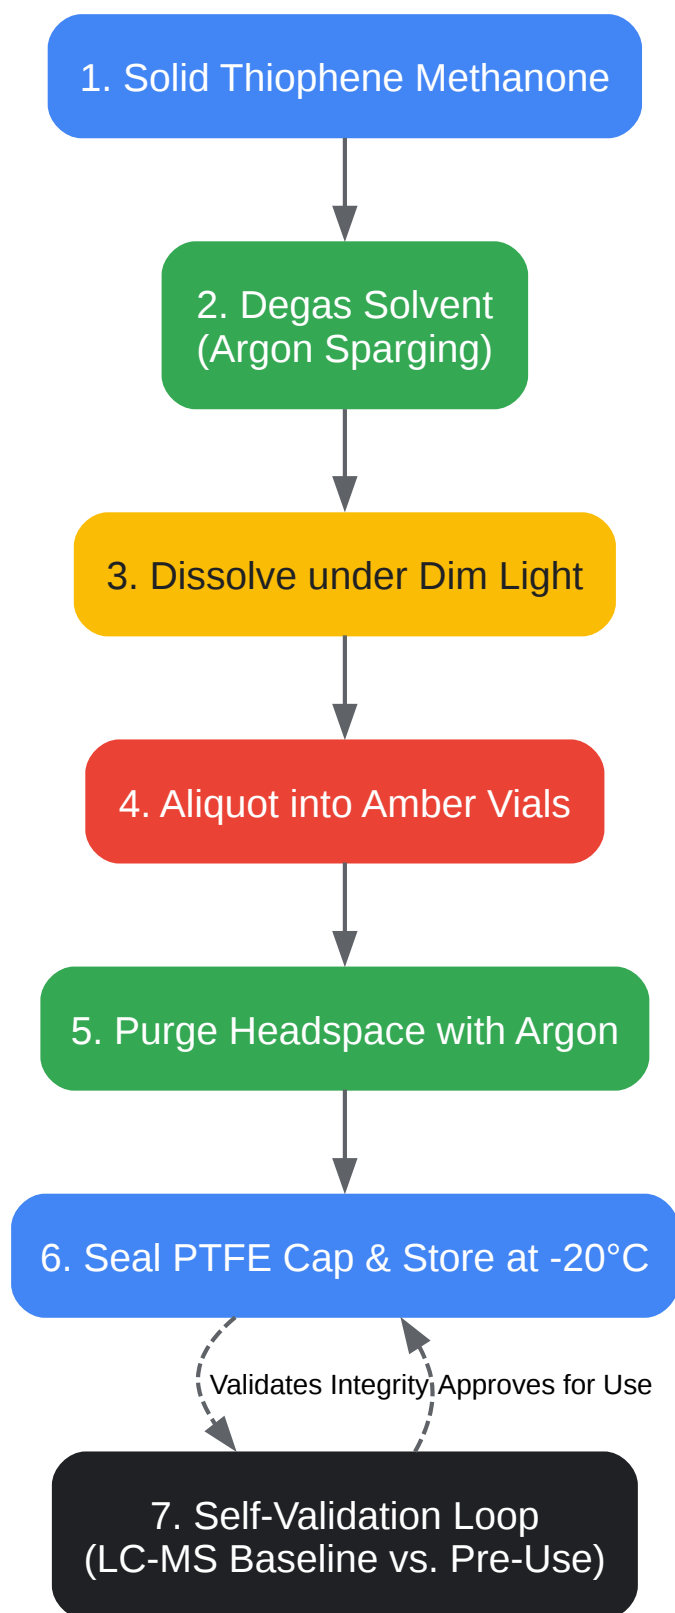 1. Solid Thiophene Methanone
2. Degas Solvent
(Argon Sparging)
3. Dissolve under Dim Light
4. Aliquot into Amber Vials
5. Purge Headspace with Argon
6. Seal PTFE Cap & Store at -20°C
Validates Integrity
Approves for Use
7. Self-Validation Loop
(LC-MS Baseline vs. Pre-Use)